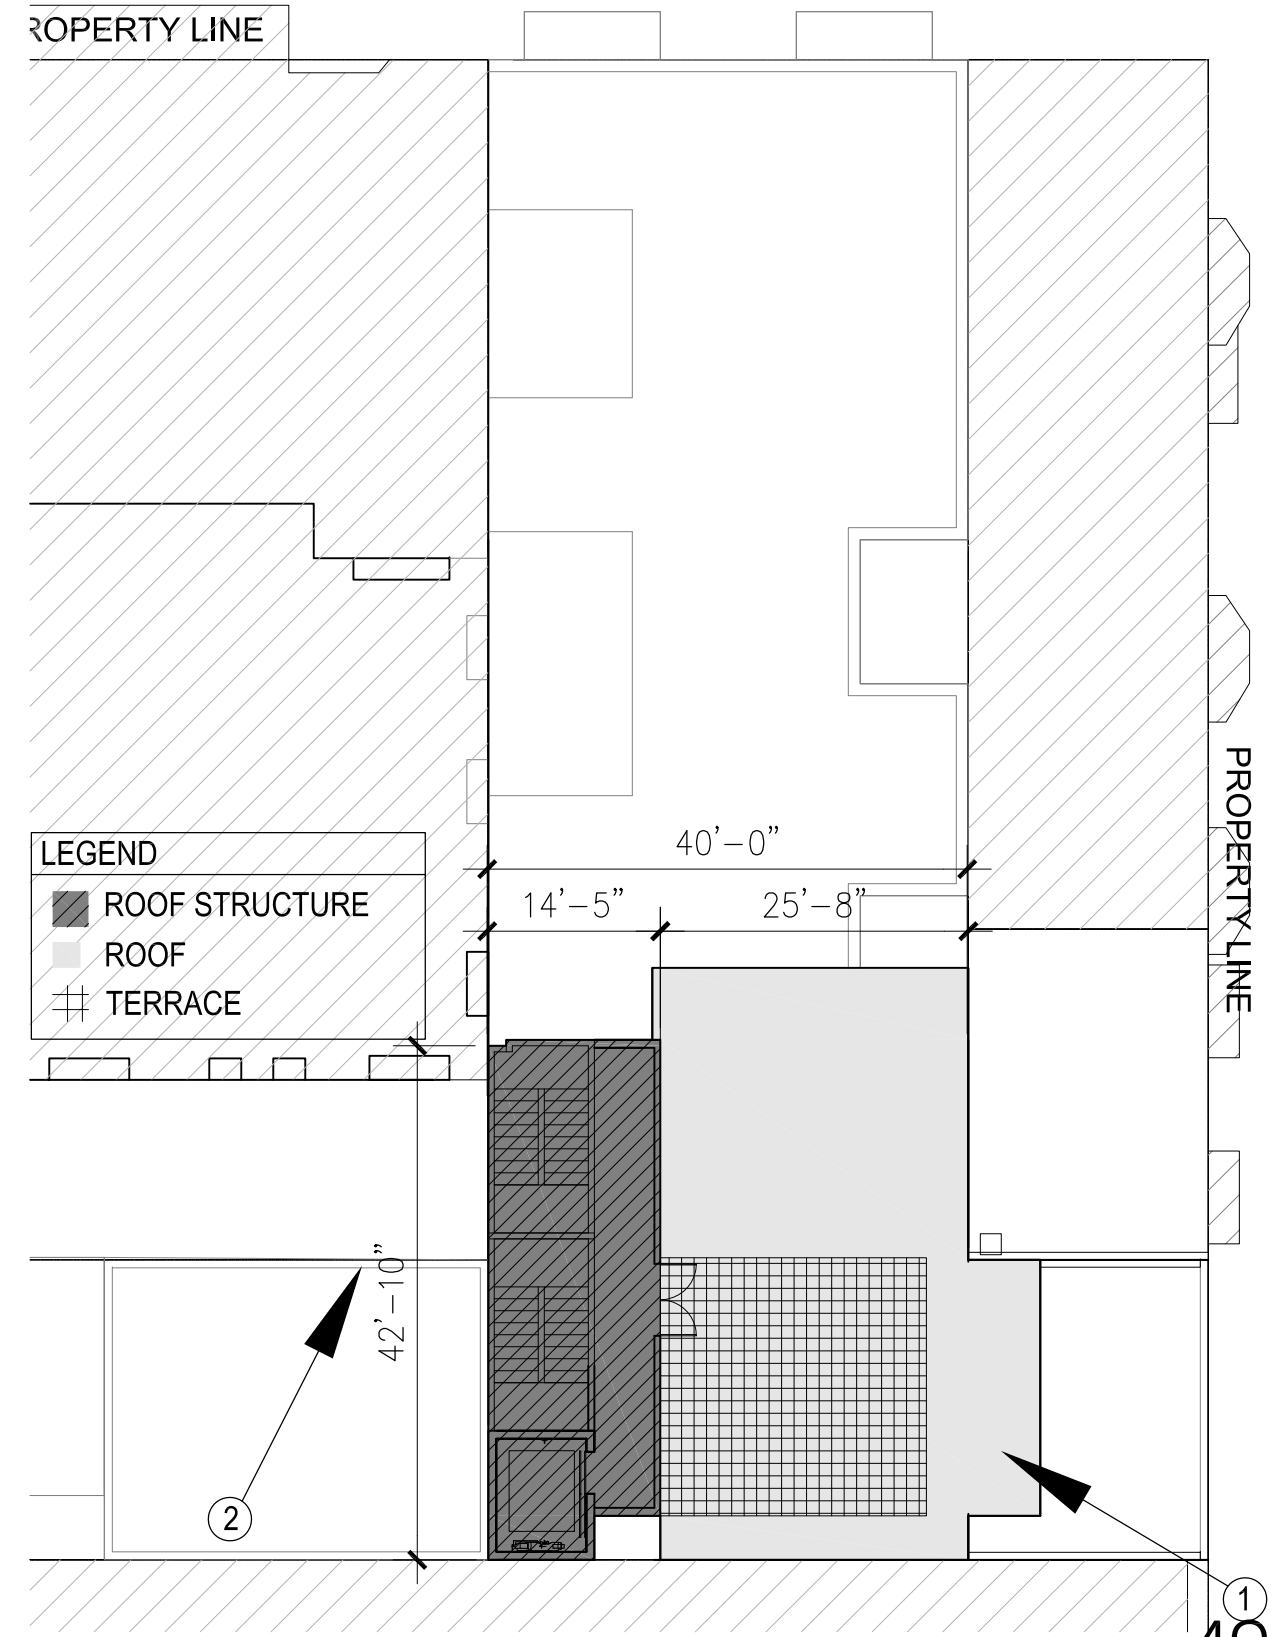 ROPERTY LINE
40'-0"
14'-5"
25'-8"
LEGEND
ROOF STRUCTURE
ROOF
TERRACE
PROPERTY LINE
42'-10"
2
1